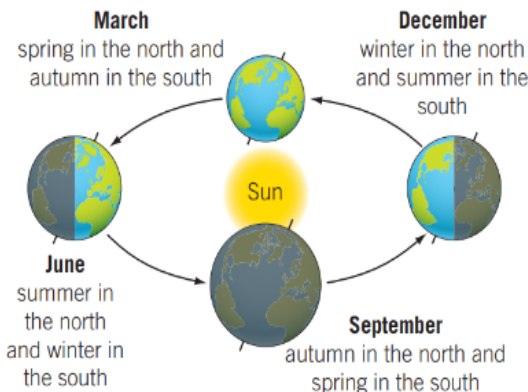 March
spring in the north and
autumn in the south
December
winter in the north
and summer in the
south
Sun
June
summer in
the north
and winter in
the south
September
autumn in the north and
spring in the south